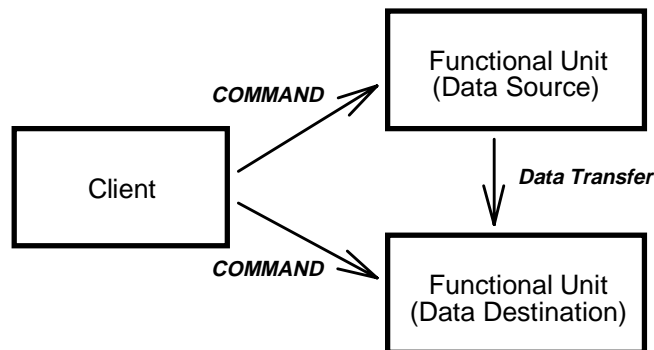 Functional Unit
(Data Source)
COMMAND
Client
Data Transfer
COMMAND
Functional Unit
(Data Destination)